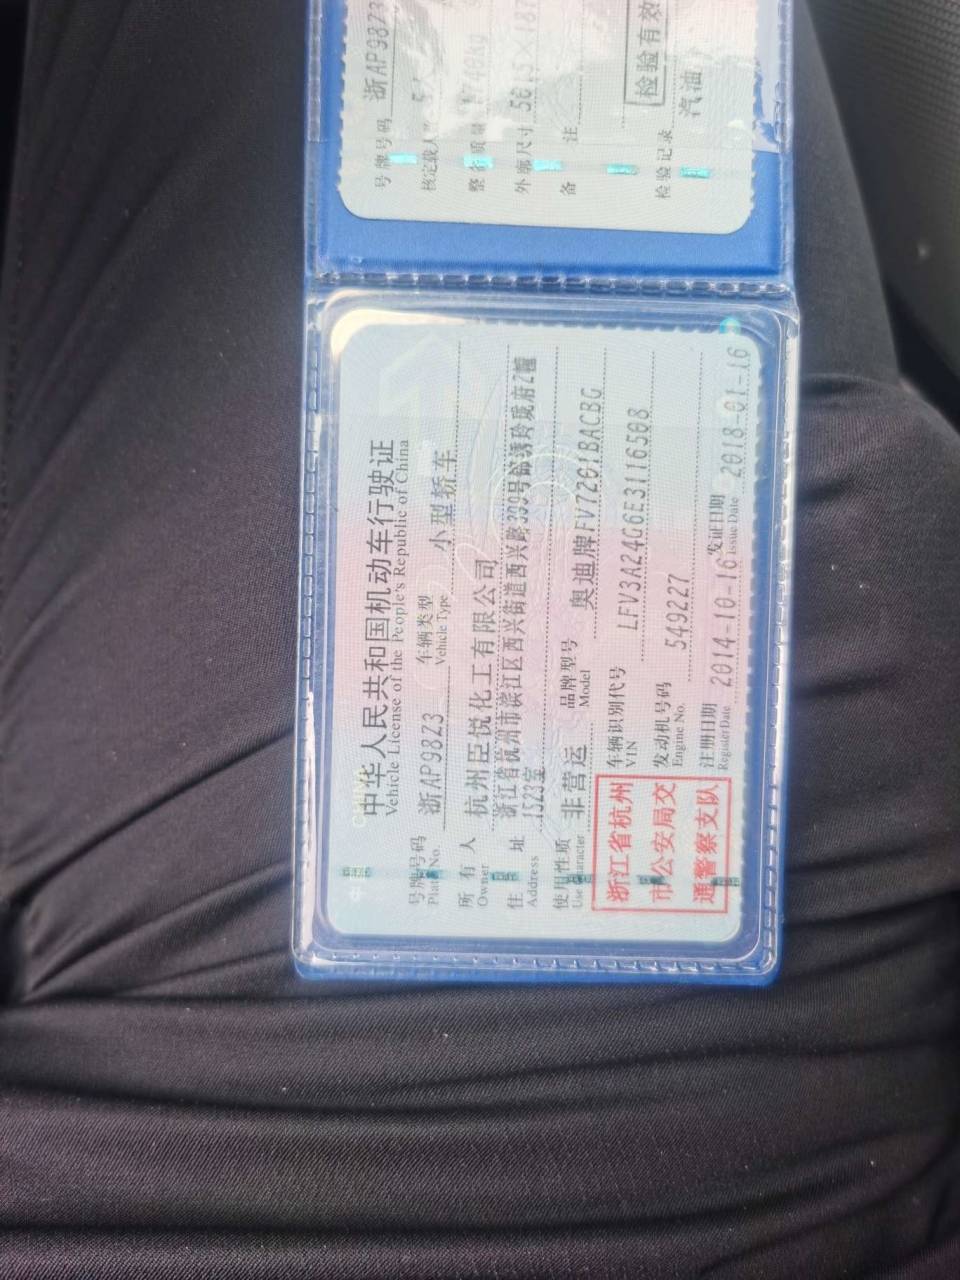 中华人民共和国机动车行驶证
Vehicle License of the People's Republic of China
号牌号码 浙AP98Z3 车辆类型 小型轿车
Plate No. Vehicle Type
所有人 杭州臣悦化工有限公司
Owner
住址 浙江省杭州市滨江区西兴街道西兴路399号邮诱玲珑府2幢
Address 1523室
使用性质 非营运 品牌型号 奥迪牌FV7201BACBG
Use Character Model
浙江省杭州
市公安局交
通警察支队
车辆识别代号 LFV3A24G6E3116508
VIN
发动机号码 549227
Engine No.
注册日期 2014-10-16 发证日期 2018-01-16
Register Date Issue Date
号牌号码 浙AP98Z3
核定载人数 5人
整备质量
外廓尺寸 5015×187
备注
检验有效
检验记录
汽油